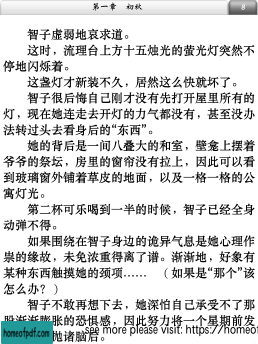 第一章 初秋 8
智子虚弱地哀求道。
这时，流理台上方十五烛光的萤光灯突然不
停地闪烁着。
这盏灯才新装不久，居然这么快就坏了。
智子很后悔自己刚才没有先打开屋里所有的
灯，现在她连走去开灯的力气都没有，甚至没办
法转过头去看身后的“东西”。
她的背后是一间八叠大的和室，壁龛上摆着
爷爷的祭坛，房里的窗帘没有拉上，因此可以看
到玻璃窗外铺着草皮的地面，以及一格一格的公
寓灯光。
第二杯可乐喝到一半的时候，智子已经全身
动弹不得。
如果围绕在智子身边的诡异气息是她心理作
祟的缘故，未免浓重得离了谱。渐渐地，好象有
某种东西触摸她的颈项……（如果是“那个”该
怎么办？）
智子不敢再想下去，她深怕自己承受不了那
股渐渐膨胀的恐惧感，因此努力将一个星期前发
抛诸脑后。
homeofpdf.com
see more please visit: https://homeof